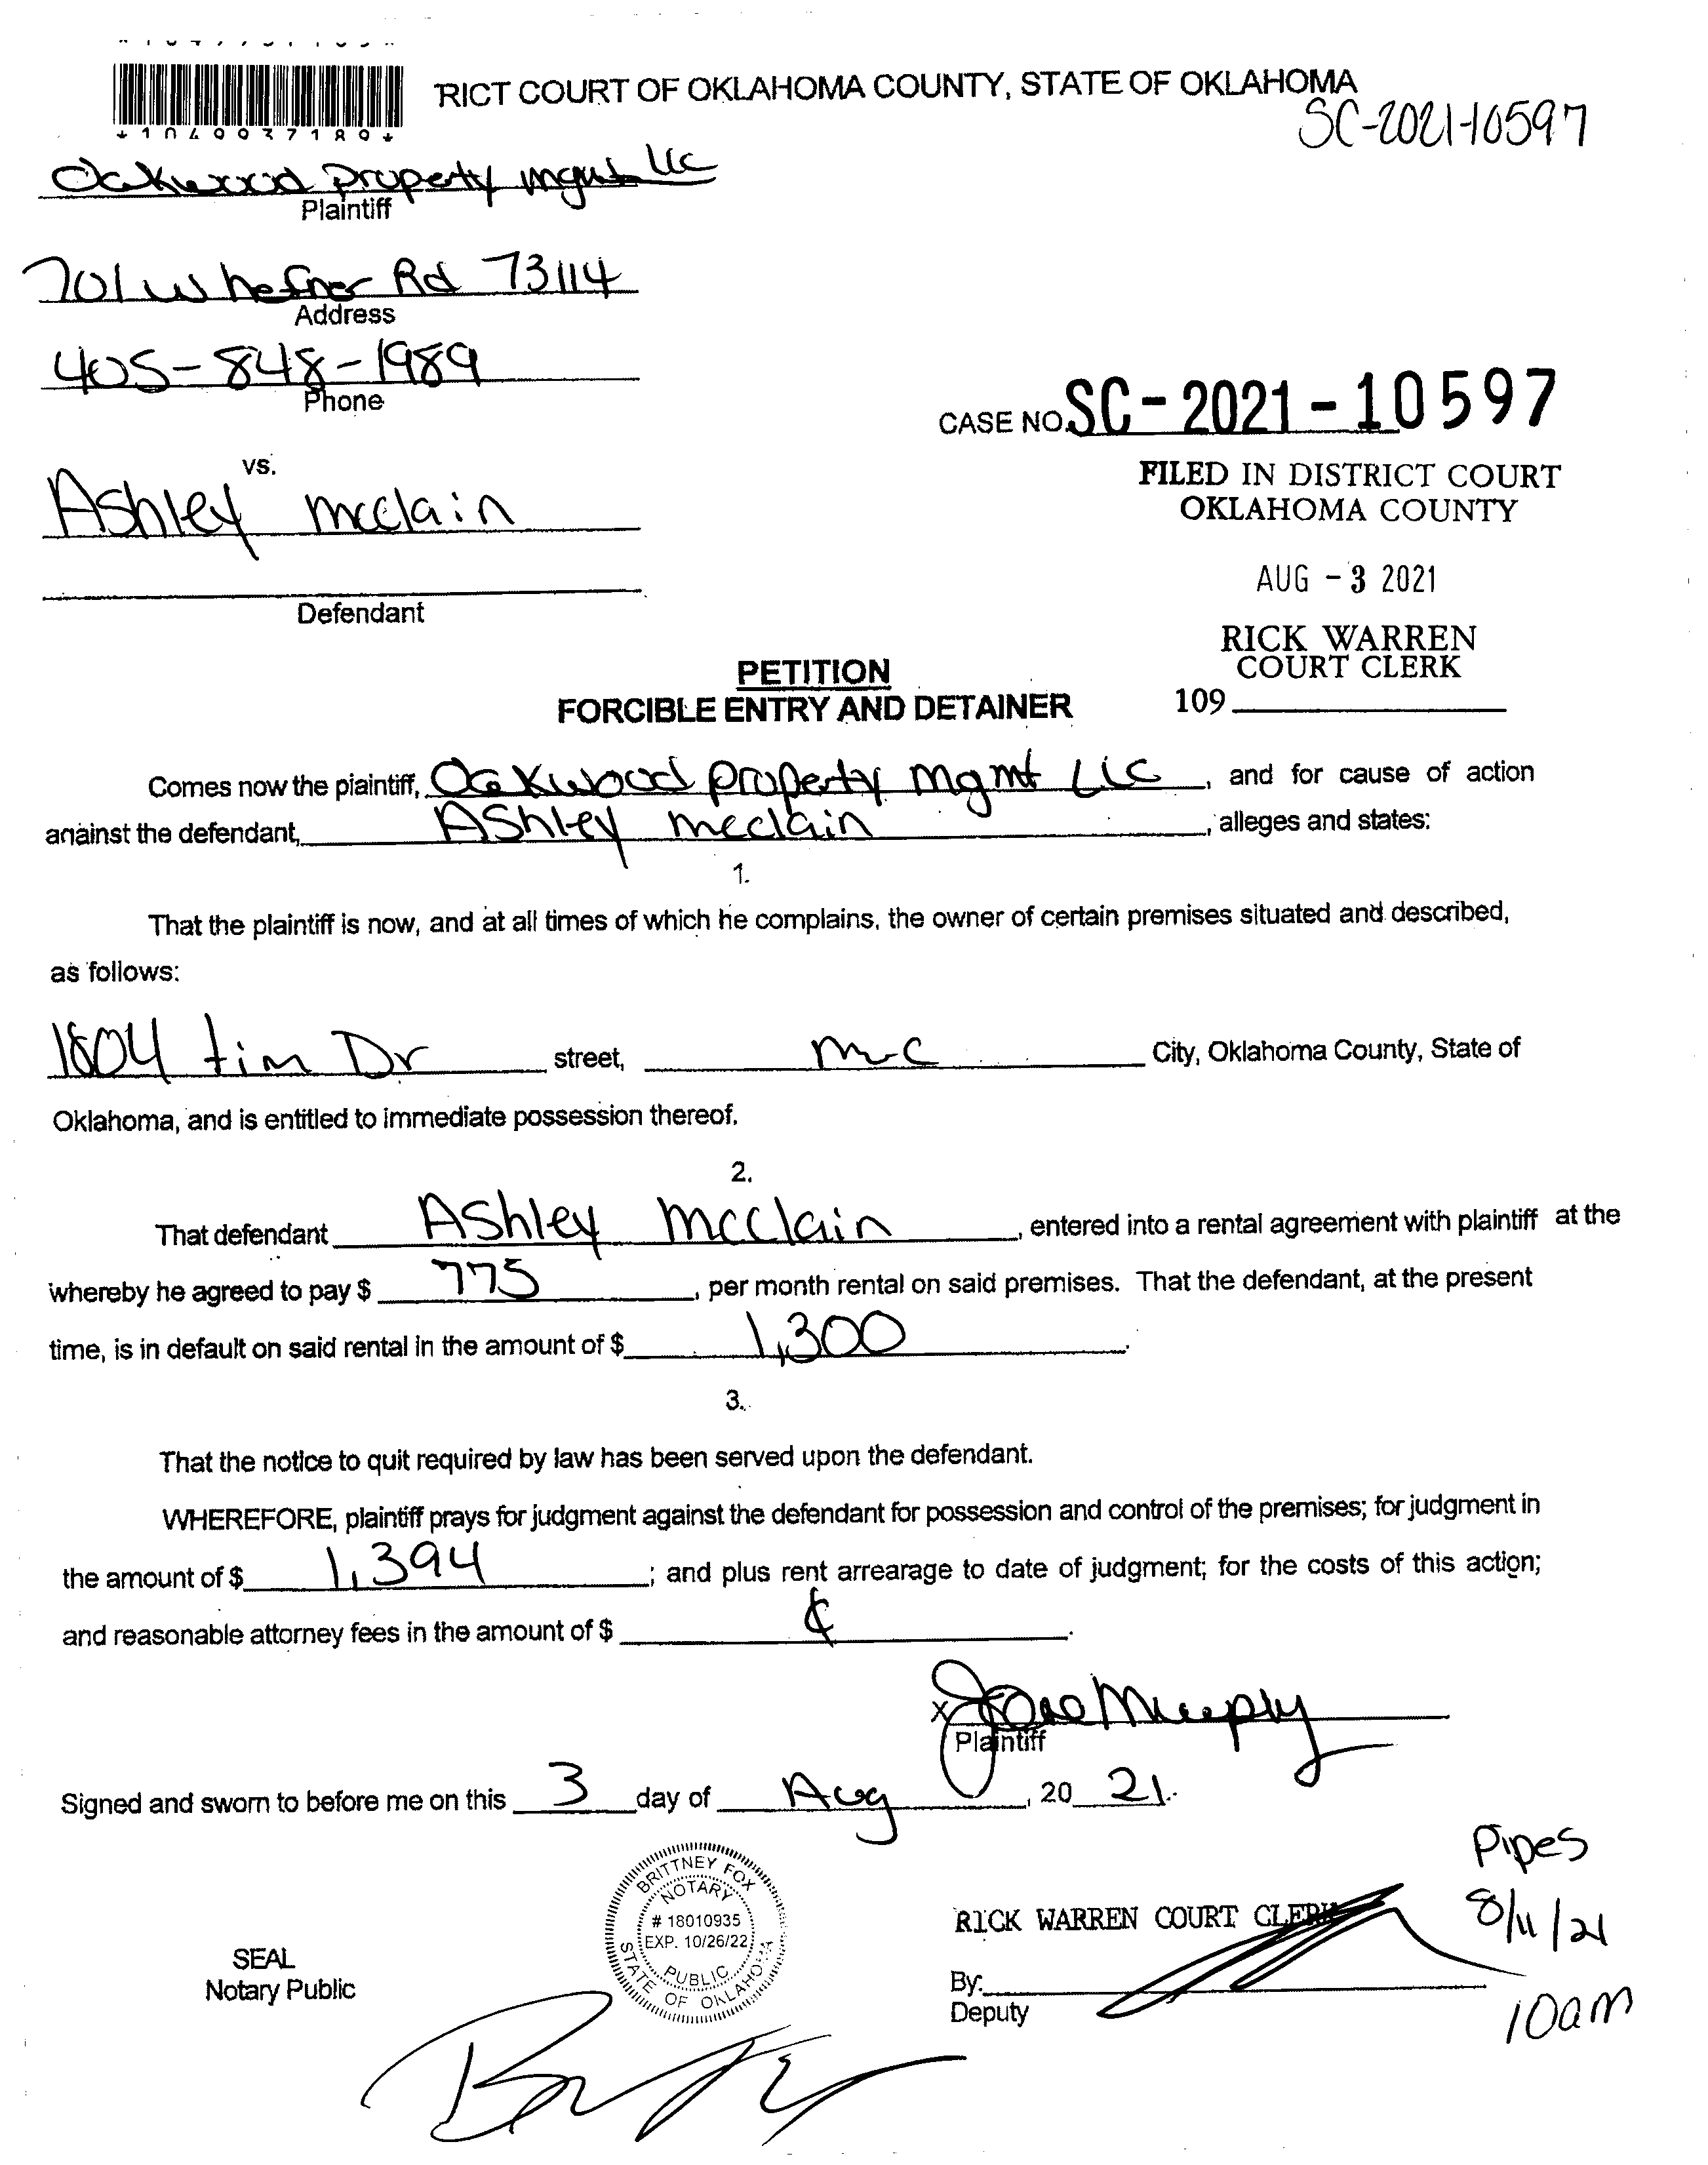 *1049937189*
RICT COURT OF OKLAHOMA COUNTY, STATE OF OKLAHOMA
SC-2021-10597
Oakwood property mgmt LLC
Plaintiff
701 W hefner Rd 73114
Address
405-848-1989
Phone
CASE NO. SC-2021-10597
vs.
FILED IN DISTRICT COURT
OKLAHOMA COUNTY
Ashley mcclain
AUG - 3 2021
Defendant
RICK WARREN
COURT CLERK
109
PETITION
FORCIBLE ENTRY AND DETAINER
Comes now the plaintiff, Oakwood property mgmt LLC, and for cause of action
against the defendant, Ashley mcclain, alleges and states:
1.
That the plaintiff is now, and at all times of which he complains, the owner of certain premises situated and described,
as follows:
1804 tim Dr street, mc City, Oklahoma County, State of
Oklahoma, and is entitled to immediate possession thereof.
2.
That defendant Ashley mcclain, entered into a rental agreement with plaintiff at the
whereby he agreed to pay $ 775, per month rental on said premises. That the defendant, at the present
time, is in default on said rental in the amount of $ 1,300.
3.
That the notice to quit required by law has been served upon the defendant.
WHEREFORE, plaintiff prays for judgment against the defendant for possession and control of the premises; for judgment in
the amount of $ 1,394; and plus rent arrearage to date of judgment; for the costs of this action;
and reasonable attorney fees in the amount of $ ¢.
x Murphy
Plaintiff
Signed and sworn to before me on this 3 day of Aug, 20 21.
BRITTNEY FOX
NOTARY
# 18010935
EXP. 10/26/22
PUBLIC
STATE OF OKLAHOMA
SEAL
Notary Public
RICK WARREN COURT CLERK
By:
Deputy
Pipes
8/11/21
10am